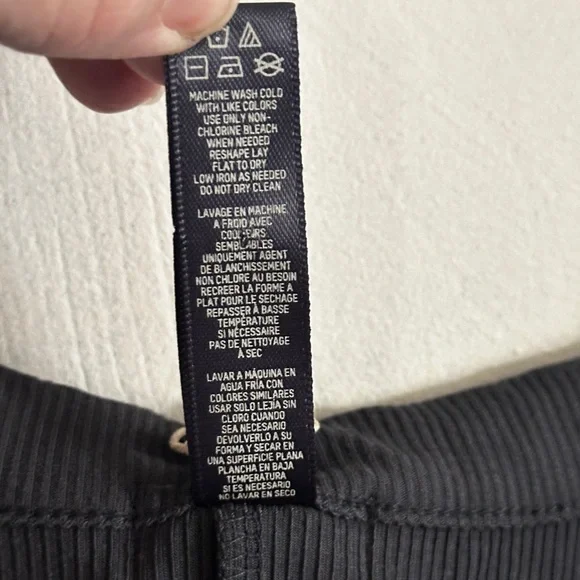 MACHINE WASH COLD
WITH LIKE COLORS
USE ONLY NON-
CHLORINE BLEACH
WHEN NEEDED
RESHAPE LAY
FLAT TO DRY
LOW IRON AS NEEDED
DO NOT DRY CLEAN
LAVAGE EN MACHINE
A FROID AVEC
COULEURS
SEMBLABLES
UNIQUEMENT AGENT
DE BLANCHISSEMENT
NON CHLORE AU BESOIN
RECREER LA FORME A
PLAT POUR LE SECHAGE
REPASSER À BASSE
TEMPÉRATURE
SI NÉCESSAIRE
PAS DE NETTOYAGE
À SEC
LAVAR A MÁQUINA EN
AGUA FRÍA CON
COLORES SIMILARES
USAR SOLO LEJÍA SIN
CLORO CUANDO
SEA NECESARIO
DEVOLVERLO A SU
FORMA Y SECAR EN
UNA SUPERFICIE PLANA
PLANCHA EN BAJA
TEMPERATURA
SI ES NECESARIO
NO LAVAR EN SECO